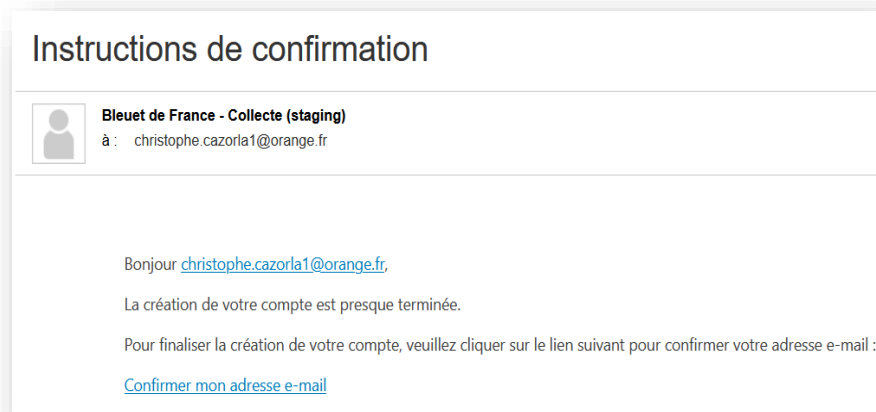 Instructions de confirmation
Bleuet de France - Collecte (staging)
à : christophe.cazorla1@orange.fr
Bonjour christophe.cazorla1@orange.fr,
La création de votre compte est presque terminée.
Pour finaliser la création de votre compte, veuillez cliquer sur le lien suivant pour confirmer votre adresse e-mail :
Confirmer mon adresse e-mail